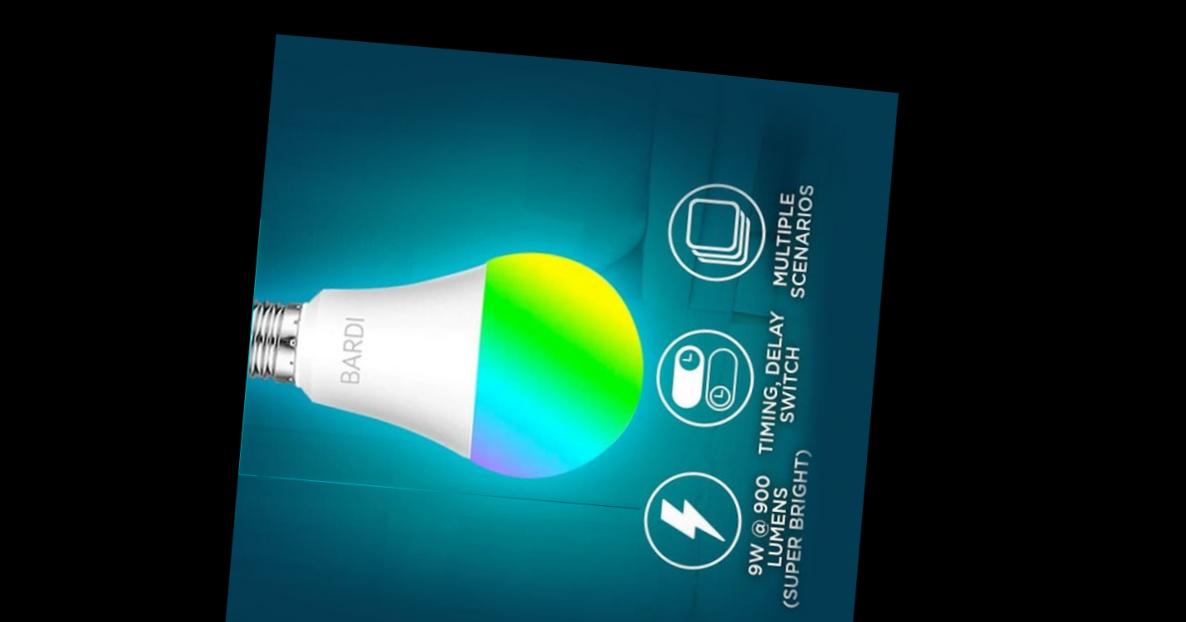 BARDI
9W @ 900
LUMENS
(SUPER BRIGHT)
TIMING, DELAY
SWITCH
MULTIPLE
SCENARIOS